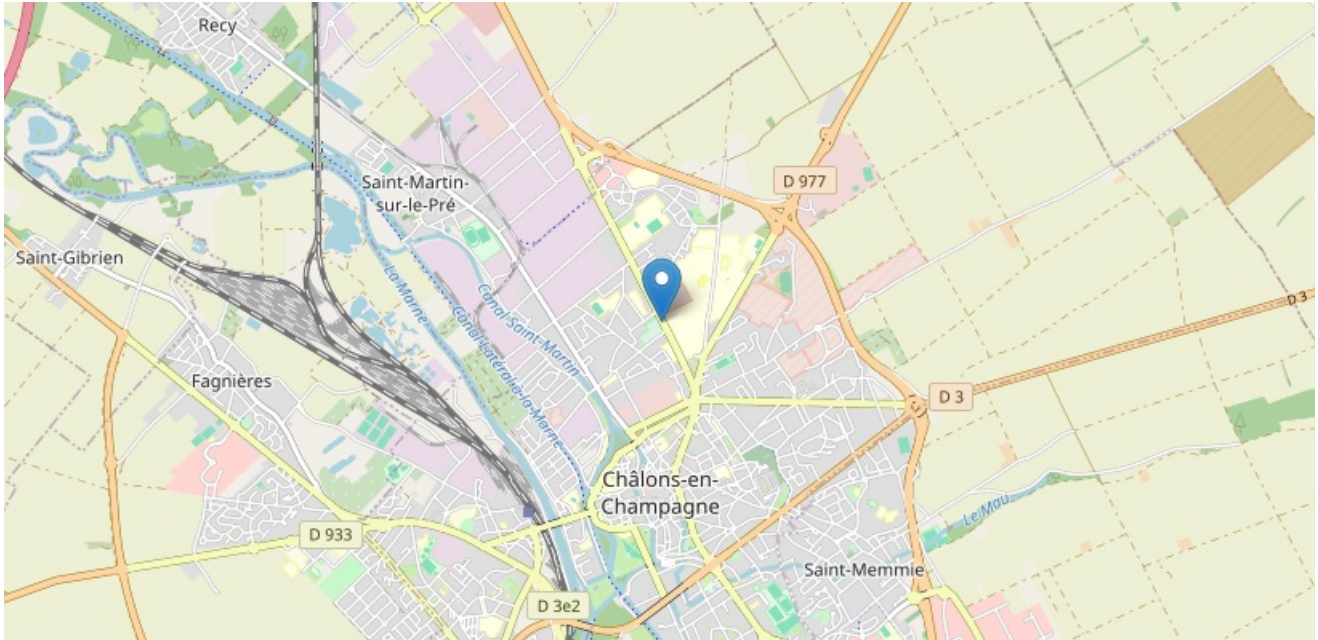 Recy
D 977
Saint-Martin-
sur-le-Pré
Saint-Gibrien
La Marne
Canal Saint-Martin
Canal Latéral à la Marne
D 3
Fagnières
D 3
Châlons-en-
Champagne
Le Mau
D 933
Saint-Memmie
D 3e2